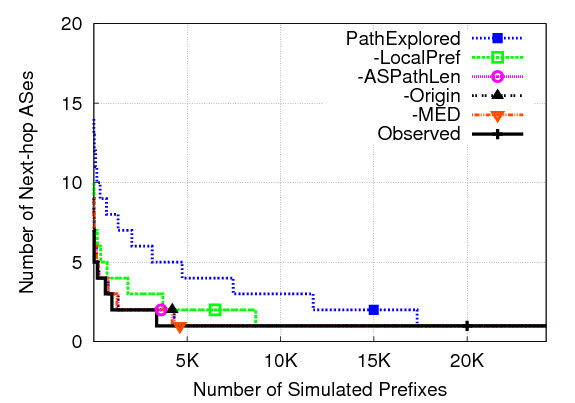 20
15
10
5
0
Number of Next-hop ASes
PathExplored
-LocalPref
-ASPathLen
-Origin
-MED
Observed
5K 10K 15K 20K
Number of Simulated Prefixes